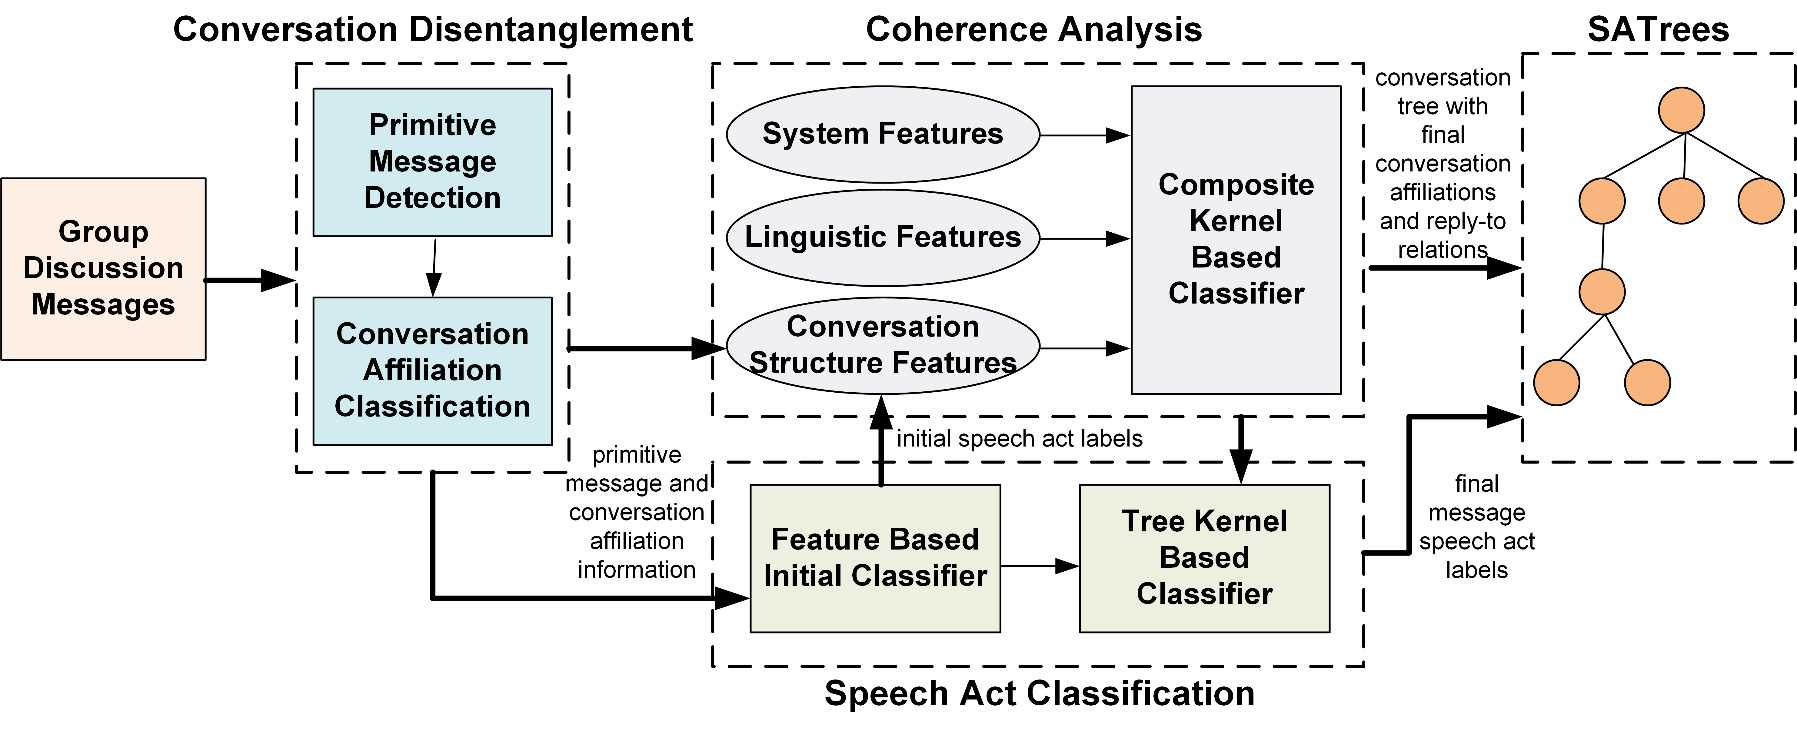 Conversation Disentanglement
Coherence Analysis
SATrees
Group
Discussion
Messages
Primitive
Message
Detection
Conversation
Affiliation
Classification
System Features
Linguistic Features
Conversation
Structure Features
Composite
Kernel
Based
Classifier
conversation
tree with
final
conversation
affiliations
and reply-to
relations
initial speech act labels
primitive
message and
conversation
affiliation
information
Feature Based
Initial Classifier
Tree Kernel
Based
Classifier
final
message
speech act
labels
Speech Act Classification